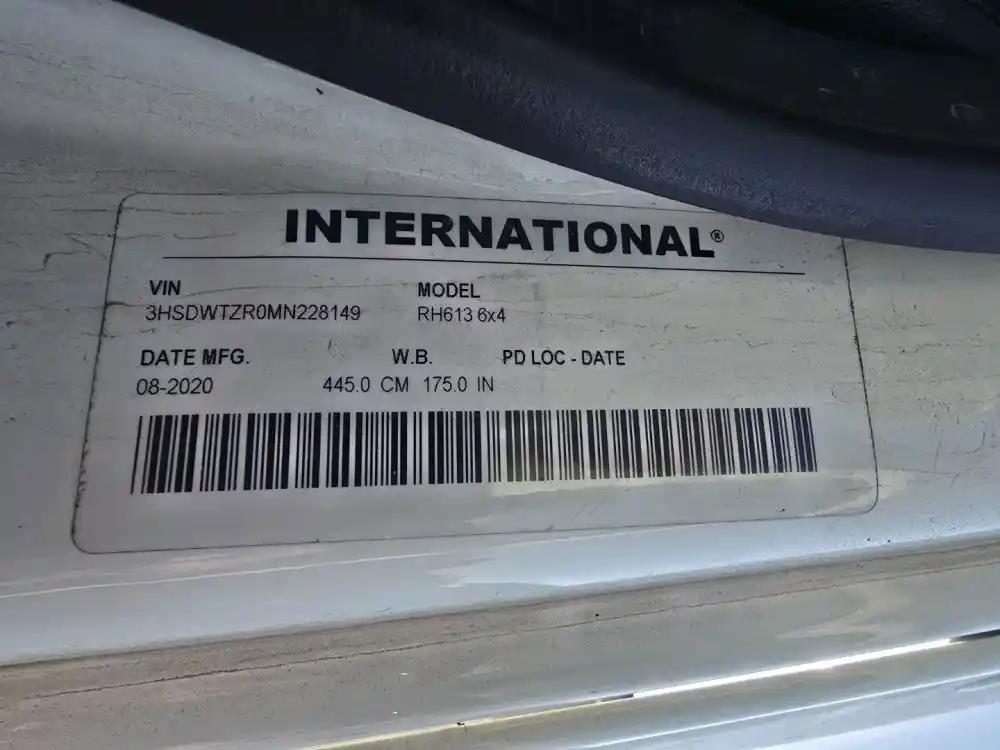 INTERNATIONAL®
VIN MODEL
3HSDWTZR0MN228149 RH613 6x4
DATE MFG. W.B. PD LOC - DATE
08-2020 445.0 CM 175.0 IN